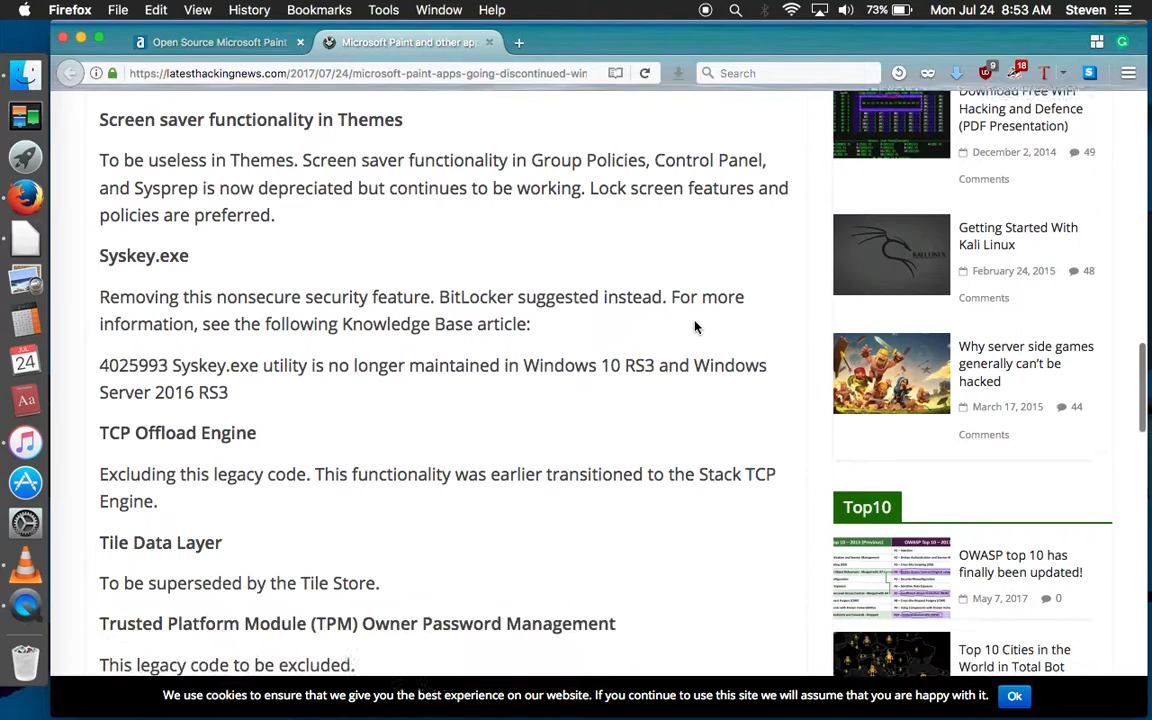 Firefox File Edit View History Bookmarks Tools Window Help 73% Mon Jul 24 8:53 AM Steven
Open Source Microsoft Paint
Microsoft Paint and other app
https://latesthackingnews.com/2017/07/24/microsoft-paint-apps-going-discontinued-win
Search
9
18
Screen saver functionality in Themes
To be useless in Themes. Screen saver functionality in Group Policies, Control Panel,
and Sysprep is now depreciated but continues to be working. Lock screen features and
policies are preferred.
Syskey.exe
Removing this nonsecure security feature. BitLocker suggested instead. For more
information, see the following Knowledge Base article:
4025993 Syskey.exe utility is no longer maintained in Windows 10 RS3 and Windows
Server 2016 RS3
TCP Offload Engine
Excluding this legacy code. This functionality was earlier transitioned to the Stack TCP
Engine.
Tile Data Layer
To be superseded by the Tile Store.
Trusted Platform Module (TPM) Owner Password Management
This legacy code to be excluded.
Download Free WiFi
Hacking and Defence
(PDF Presentation)
December 2, 2014 49
Comments
Getting Started With
Kali Linux
February 24, 2015 48
Comments
Why server side games
generally can't be
hacked
March 17, 2015 44
Comments
Top10
OWASP top 10 has
finally been updated!
May 7, 2017 0
Top 10 Cities in the
World in Total Bot
JUL
24
Aa
We use cookies to ensure that we give you the best experience on our website. If you continue to use this site we will assume that you are happy with it. Ok